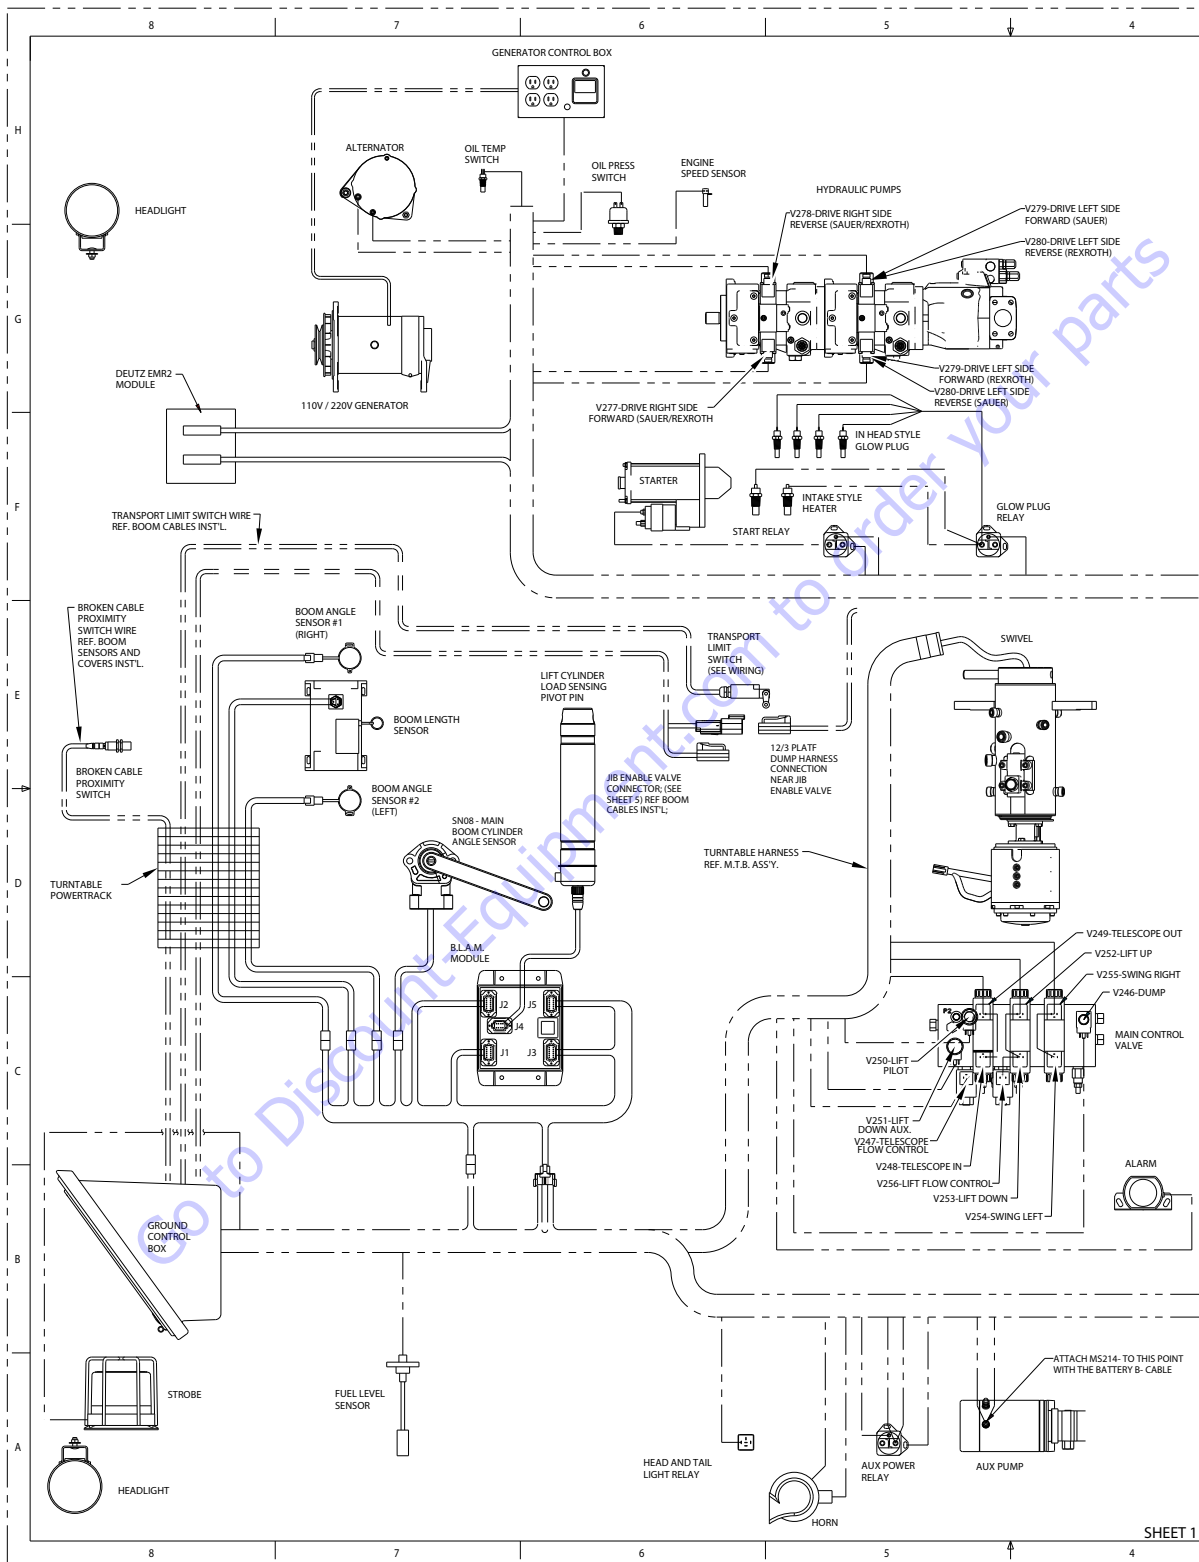 8
7
6
5
4
GENERATOR CONTROL BOX
H
ALTERNATOR
OIL TEMP
SWITCH
OIL PRESS
SWITCH
ENGINE
SPEED SENSOR
HYDRAULIC PUMPS
HEADLIGHT
V278-DRIVE RIGHT SIDE
REVERSE (SAUER/REXROTH)
V279-DRIVE LEFT SIDE
FORWARD (SAUER)
V280-DRIVE LEFT SIDE
REVERSE (REXROTH)
G
DEUTZ EMR2
MODULE
110V / 220V GENERATOR
V277-DRIVE RIGHT SIDE
FORWARD (SAUER/REXROTH
V279-DRIVE LEFT SIDE
FORWARD (REXROTH)
V280-DRIVE LEFT SIDE
REVERSE (SAUER)
IN HEAD STYLE
GLOW PLUG
STARTER
INTAKE STYLE
HEATER
START RELAY
GLOW PLUG
RELAY
F
TRANSPORT LIMIT SWITCH WIRE
REF. BOOM CABLES INST'L.
BROKEN CABLE
PROXIMITY
SWITCH WIRE
REF. BOOM
SENSORS AND
COVERS INST'L.
BOOM ANGLE
SENSOR #1
(RIGHT)
LIFT CYLINDER
LOAD SENSING
PIVOT PIN
TRANSPORT
LIMIT
SWITCH
(SEE WIRING)
SWIVEL
E
BOOM LENGTH
SENSOR
BROKEN CABLE
PROXIMITY
SWITCH
BOOM ANGLE
SENSOR #2
(LEFT)
JIB ENABLE VALVE
CONNECTOR; (SEE
SHEET 5) REF BOOM
CABLES INST'L;
12/3 PLATF
DUMP HARNESS
CONNECTION
NEAR JIB
ENABLE VALVE
SN08 - MAIN
BOOM CYLINDER
ANGLE SENSOR
TURNTABLE HARNESS
REF. M.T.B. ASS'Y.
D
TURNTABLE
POWERTRACK
B.L.A.M.
MODULE
V249-TELESCOPE OUT
V252-LIFT UP
V255-SWING RIGHT
V246-DUMP
J2
J5
J4
J1
J3
P2
MAIN CONTROL
VALVE
C
V250-LIFT
PILOT
V251-LIFT
DOWN AUX.
V247-TELESCOPE
FLOW CONTROL
V248-TELESCOPE IN
V256-LIFT FLOW CONTROL
V253-LIFT DOWN
V254-SWING LEFT
ALARM
GROUND
CONTROL
BOX
B
STROBE
FUEL LEVEL
SENSOR
ATTACH MS214- TO THIS POINT
WITH THE BATTERY B- CABLE
A
HEADLIGHT
HEAD AND TAIL
LIGHT RELAY
HORN
AUX POWER
RELAY
AUX PUMP
SHEET 1
8
7
6
5
4
Go to Discount-Equipment.com to order your parts